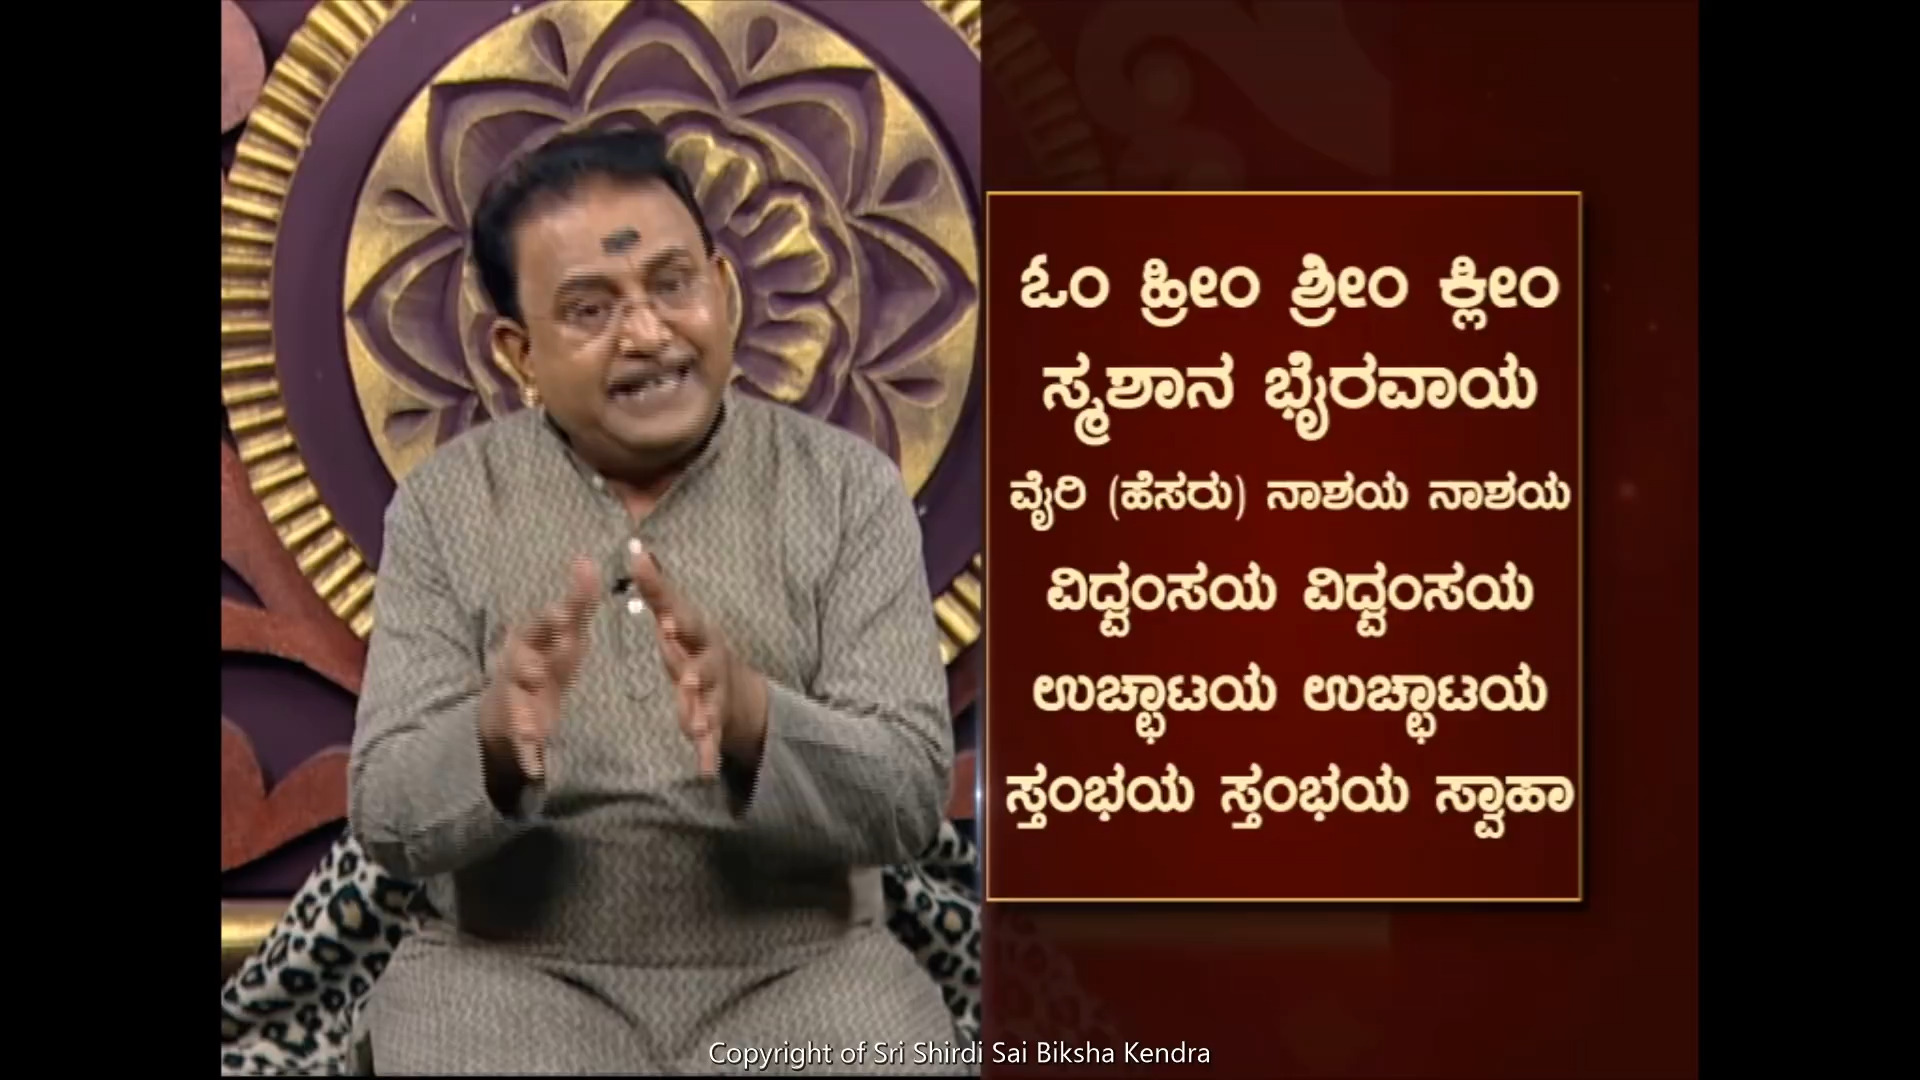 ಓಂ ಹ್ರೀಂ ಶ್ರೀಂ ಕ್ಲೀಂ
ಸ್ಮಶಾನ ಭೈರವಾಯ
ವೈರಿ (ಹೆಸರು) ನಾಶಯ ನಾಶಯ
ವಿದ್ವಂಸಯ ವಿದ್ವಂಸಯ
ಉಚ್ಛಾಟಯ ಉಚ್ಛಾಟಯ
ಸ್ತಂಭಯ ಸ್ತಂಭಯ ಸ್ವಾಹಾ
Copyright of Sri Shirdi Sai Biksha Kendra